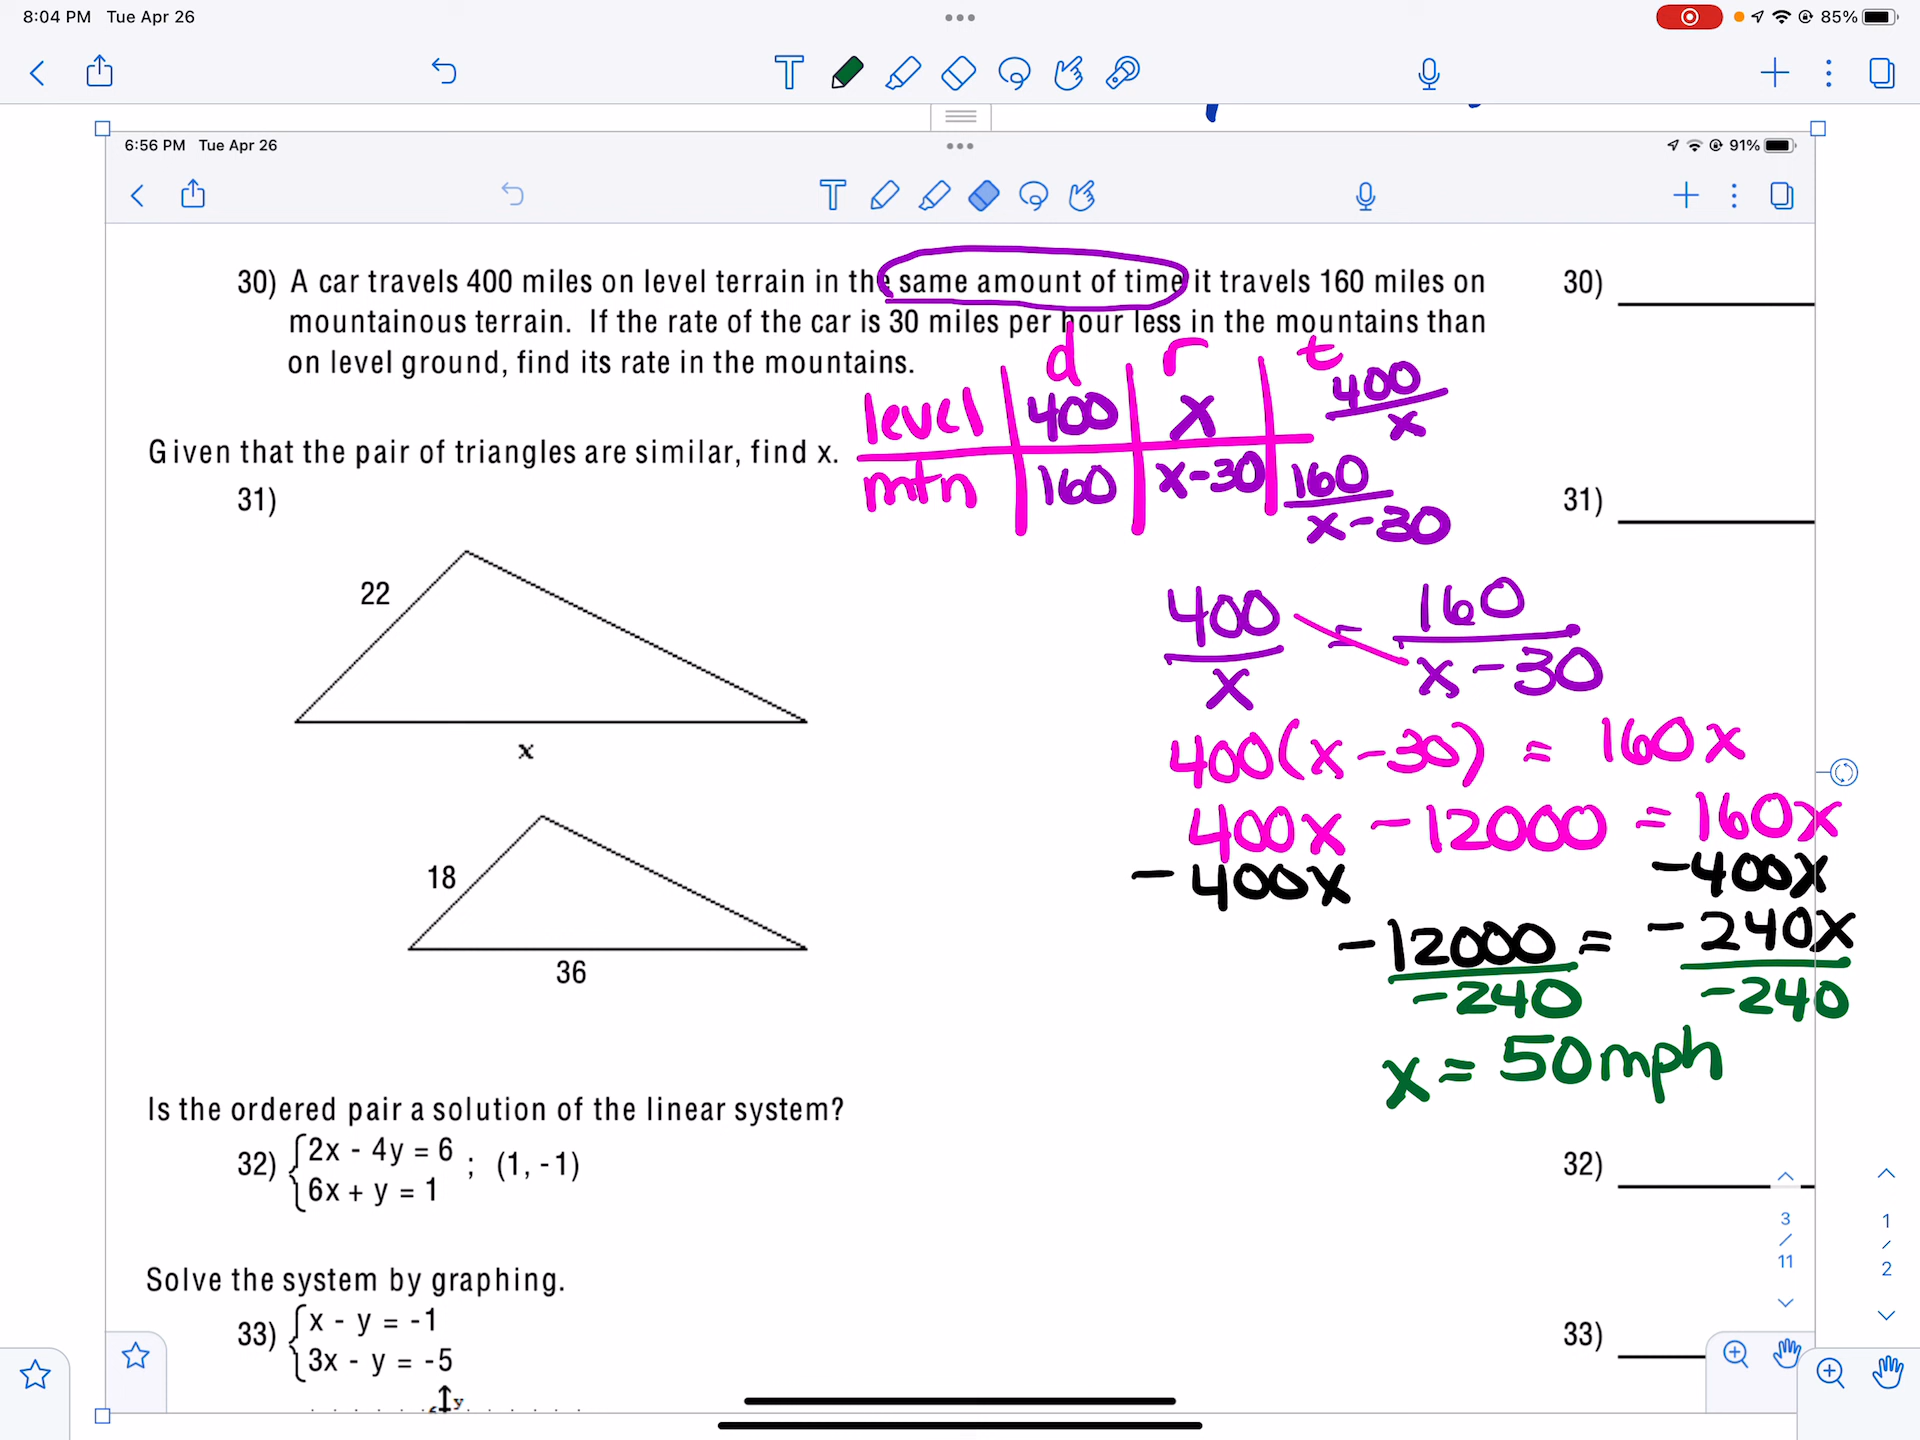 8:04 PM Tue Apr 26
85%
6:56 PM Tue Apr 26
91%
30) A car travels 400 miles on level terrain in the same amount of time it travels 160 miles on
mountainous terrain. If the rate of the car is 30 miles per hour less in the mountains than
on level ground, find its rate in the mountains.
30)
d r t
level 400 x 400/x
mtn 160 x-30 160/x-30
Given that the pair of triangles are similar, find x.
31)
31)
22
x
18
36
400/x = 160/x-30
400(x-30) = 160x
400x - 12000 = 160x
-400x -400x
-12000 = -240x
-240 -240
x = 50mph
Is the ordered pair a solution of the linear system?
32) {2x - 4y = 6
6x + y = 1 ; (1, -1)
32)
Solve the system by graphing.
33) {x - y = -1
3x - y = -5
33)
y
3
/
11
1
/
2